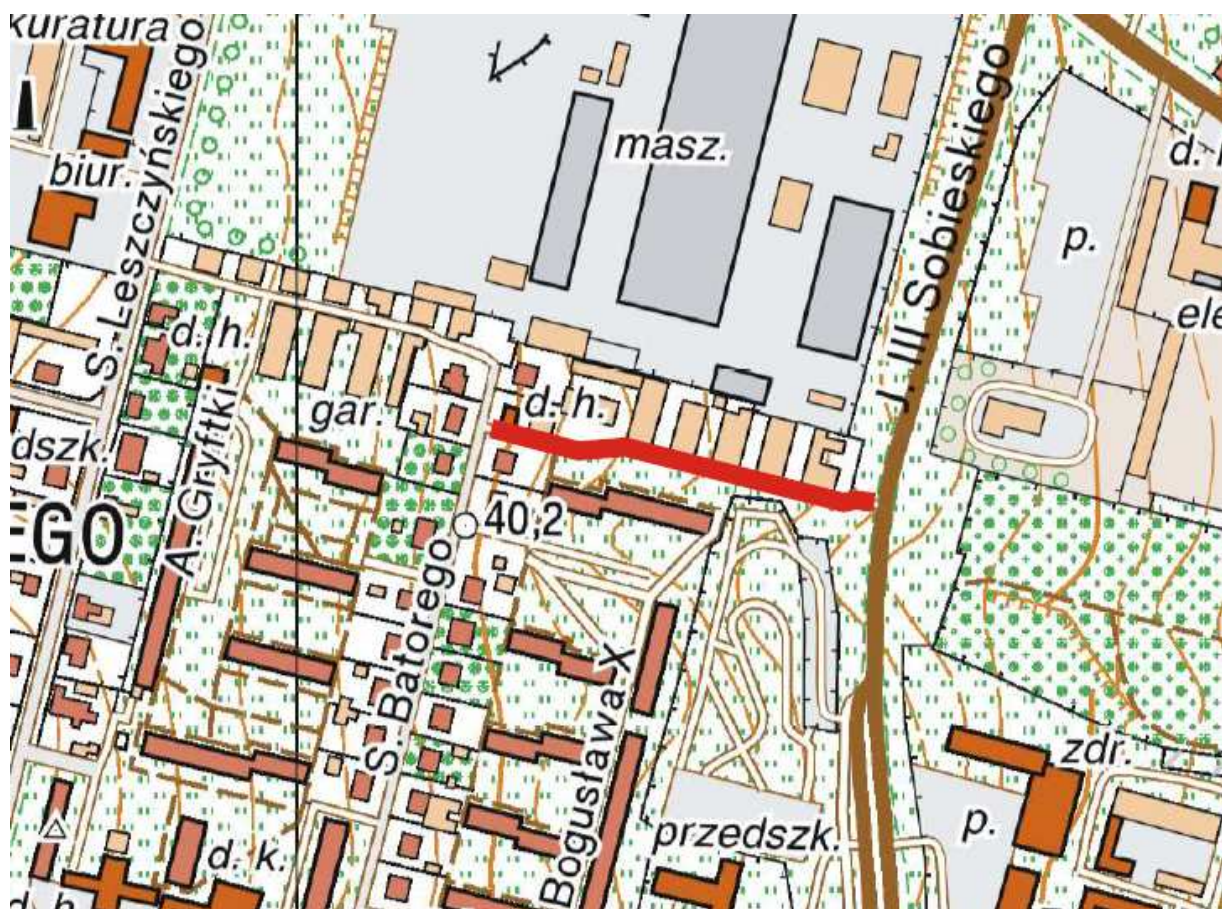 kuratura
biur.
S. Leszczyńskiego
masz.
J. III Sobieskiego
d.
p.
ele
d. h.
A. Gryftki
gar.
d. h.
dszk.
EGO
40,2
S. Batorego
Bogusława X
zdr.
p.
przedszk.
d. k.
d. h.